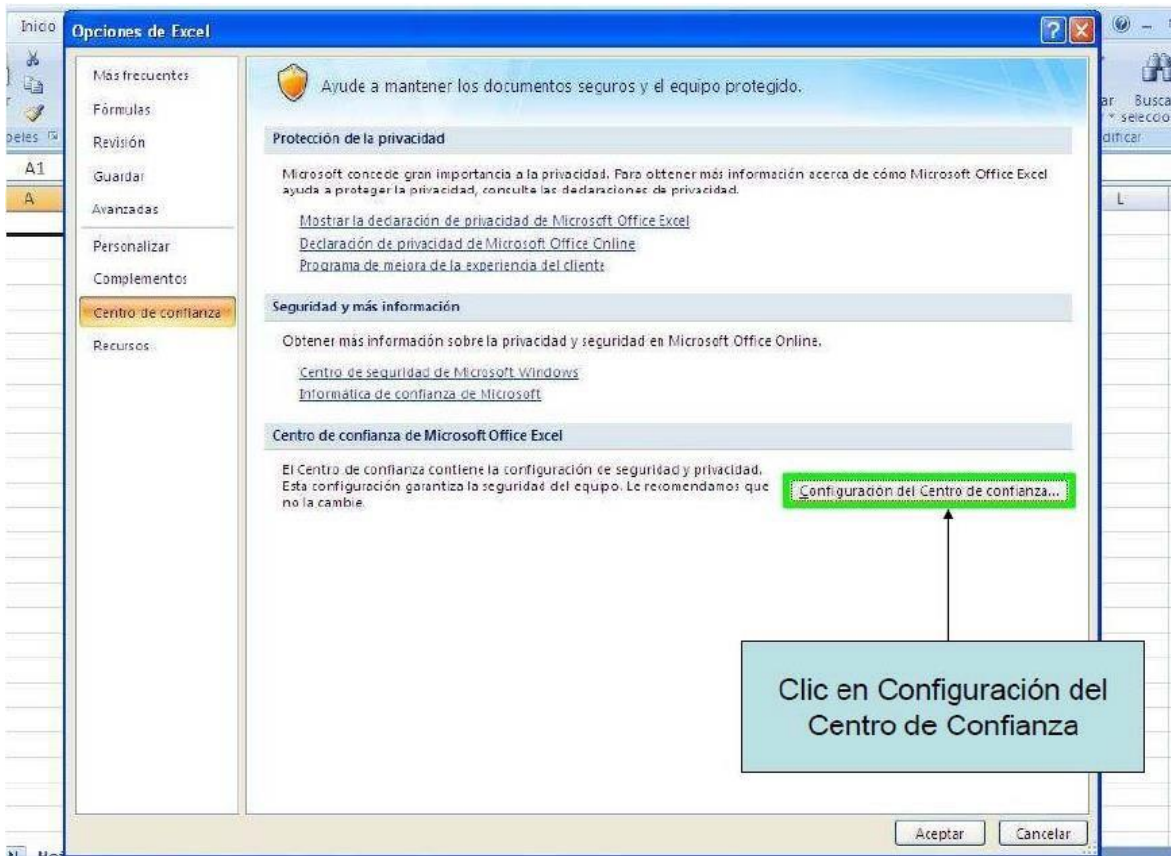 Inicio
Opciones de Excel
Busca
selecció
A1
A
L
Más frecuentes
Fórmulas
Revisión
Guardar
Avanzadas
Personalizar
Complementos
Centro de confianza
Recursos
Ayude a mantener los documentos seguros y el equipo protegido.
Protección de la privacidad
Microsoft concede gran importancia a la privacidad. Para obtener más información acerca de cómo Microsoft Office Excel
ayuda a proteger la privacidad, consulte las declaraciones de privacidad.
Mostrar la declaración de privacidad de Microsoft Office Excel
Declaración de privacidad de Microsoft Office Online
Programa de mejora de la experiencia del cliente
Seguridad y más información
Obtener más información sobre la privacidad y seguridad en Microsoft Office Online.
Centro de seguridad de Microsoft Windows
Informática de confianza de Microsoft
Centro de confianza de Microsoft Office Excel
El Centro de confianza contiene la configuración de seguridad y privacidad.
Esta configuración garantiza la seguridad del equipo. Le recomendamos que
no la cambie.
Configuración del Centro de confianza...
Clic en Configuración del
Centro de Confianza
Aceptar
Cancelar